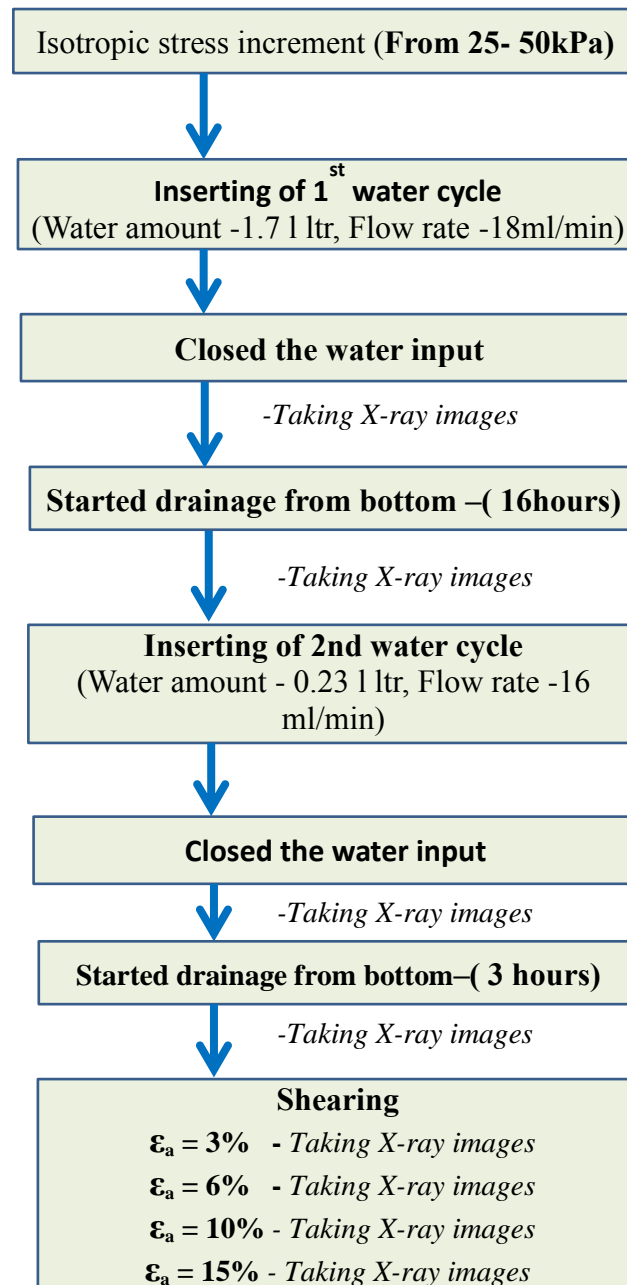 Isotropic stress increment (From 25- 50kPa)
Inserting of 1st water cycle
(Water amount -1.7 l ltr, Flow rate -18ml/min)
Closed the water input
-Taking X-ray images
Started drainage from bottom –( 16hours)
-Taking X-ray images
Inserting of 2nd water cycle
(Water amount - 0.23 l ltr, Flow rate -16
ml/min)
Closed the water input
-Taking X-ray images
Started drainage from bottom–( 3 hours)
-Taking X-ray images
Shearing
εa = 3% - Taking X-ray images
εa = 6% - Taking X-ray images
εa = 10% - Taking X-ray images
εa = 15% - Taking X-ray images